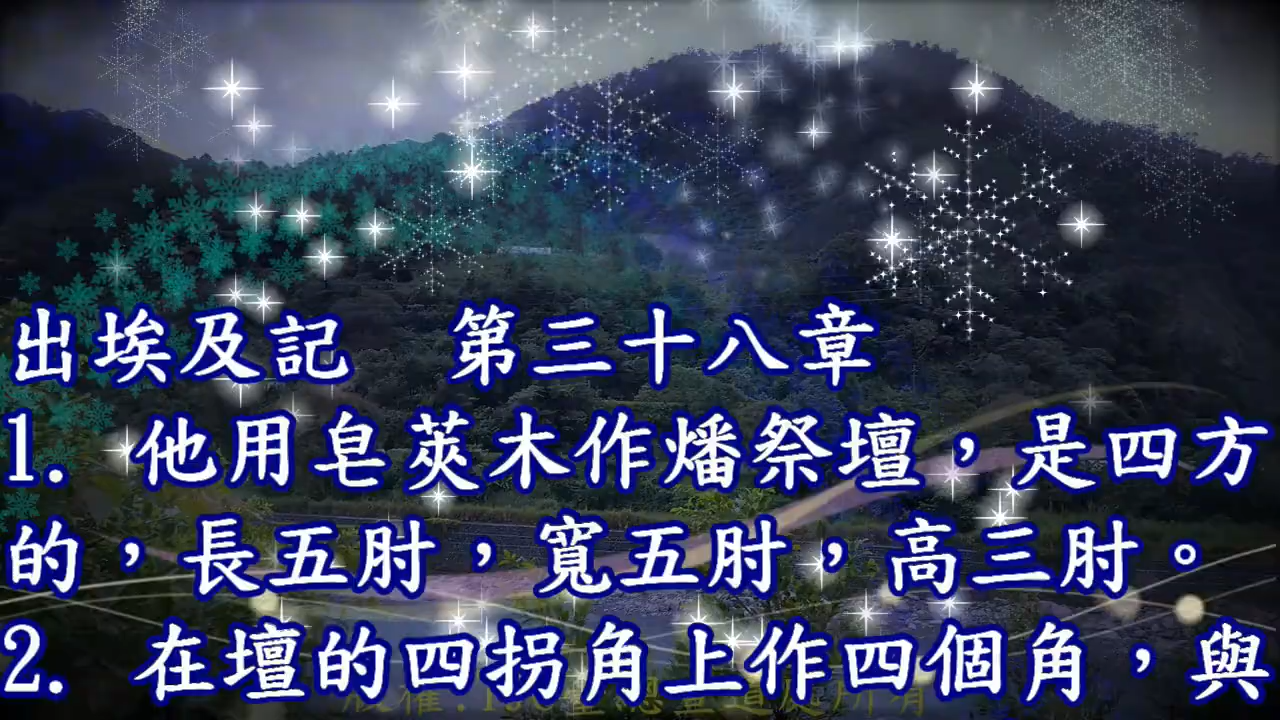 出埃及記 第三十八章
1. 他用皂莢木作燔祭壇，是四方
的，長五肘，寬五肘，高三肘。
2. 在壇的四拐角上作四個角，與
版權: